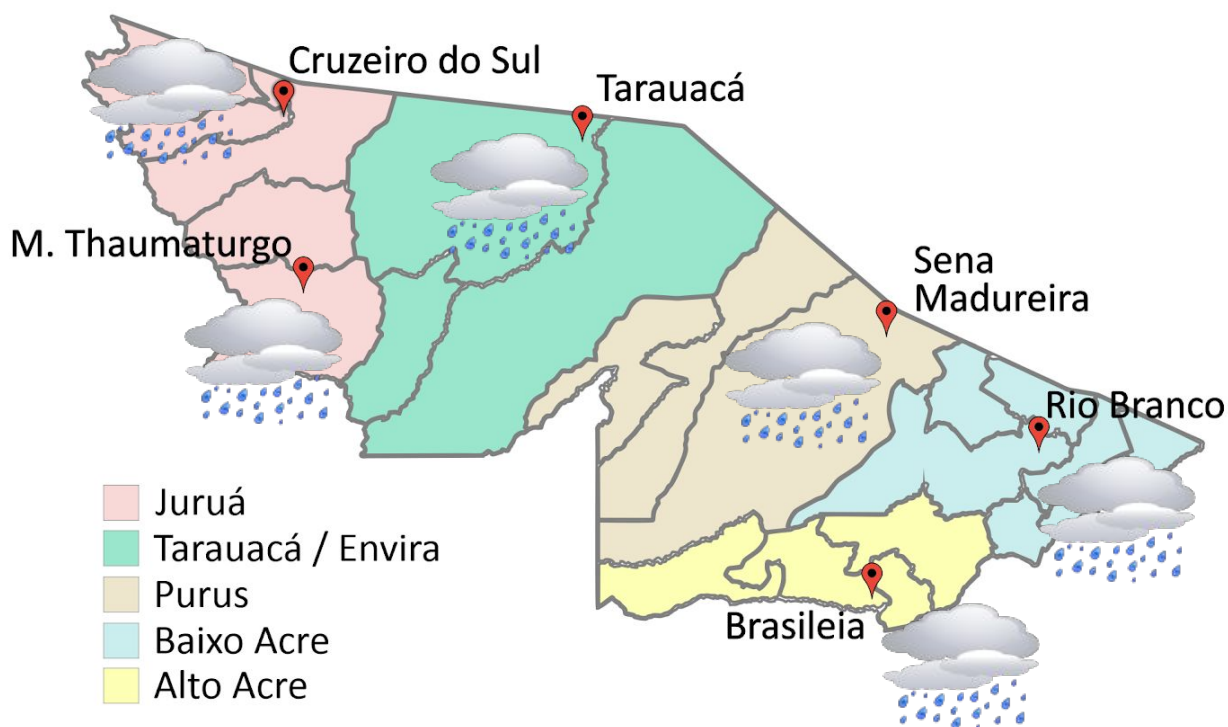 Cruzeiro do Sul
Tarauacá
M. Thaumaturgo
Sena
Madureira
Rio Branco
Brasileia
Juruá
Tarauacá / Envira
Purus
Baixo Acre
Alto Acre